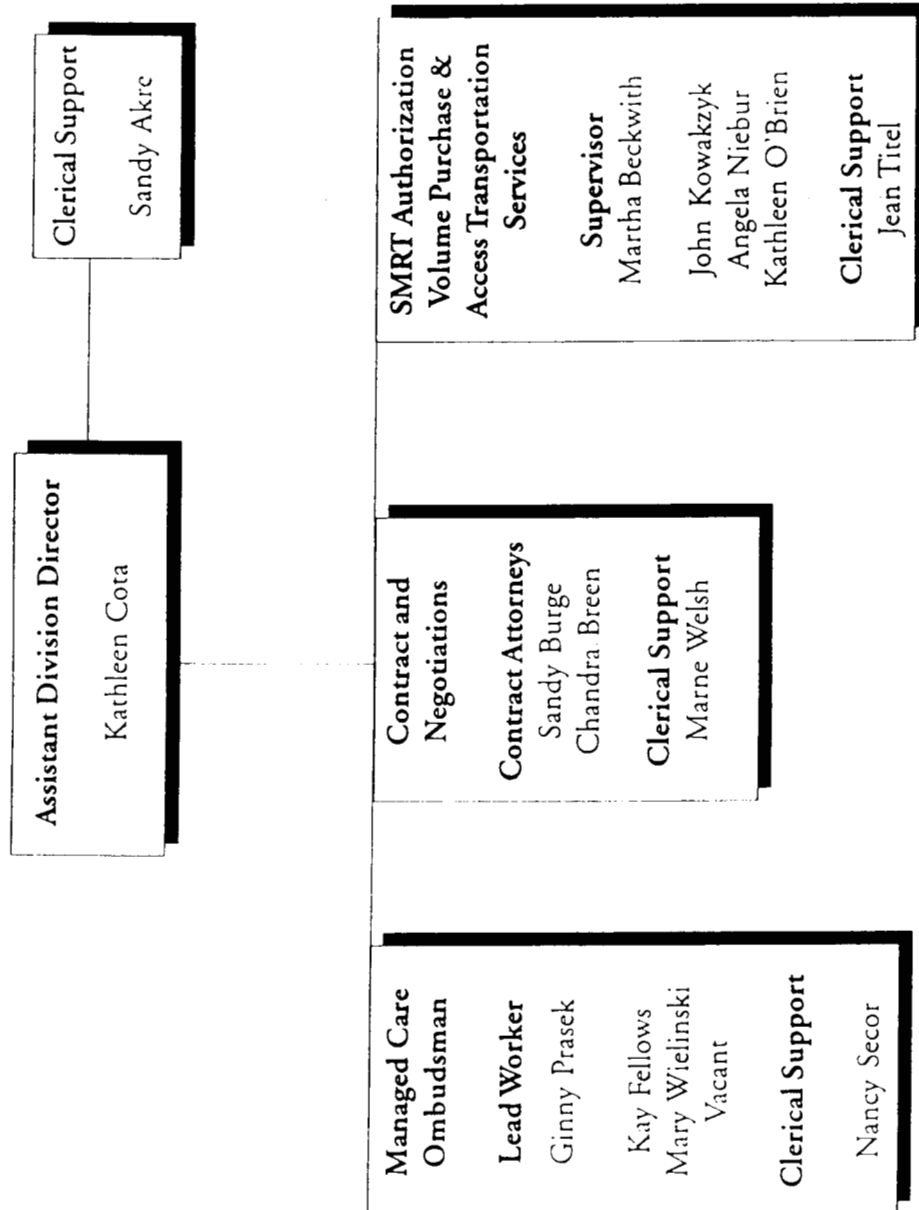 Assistant Division Director
Kathleen Cota
Clerical Support
Sandy Akre
Managed Care
Ombudsman
Lead Worker
Ginny Prasek
Kay Fellows
Mary Wielinski
Vacant
Clerical Support
Nancy Secor
Contract and
Negotiations
Contract Attorneys
Sandy Burge
Chandra Breen
Clerical Support
Marne Welsh
SMRT Authorization
Volume Purchase &
Access Transportation
Services
Supervisor
Martha Beckwith
John Kowakzyk
Angela Niebur
Kathleen O'Brien
Clerical Support
Jean Titel